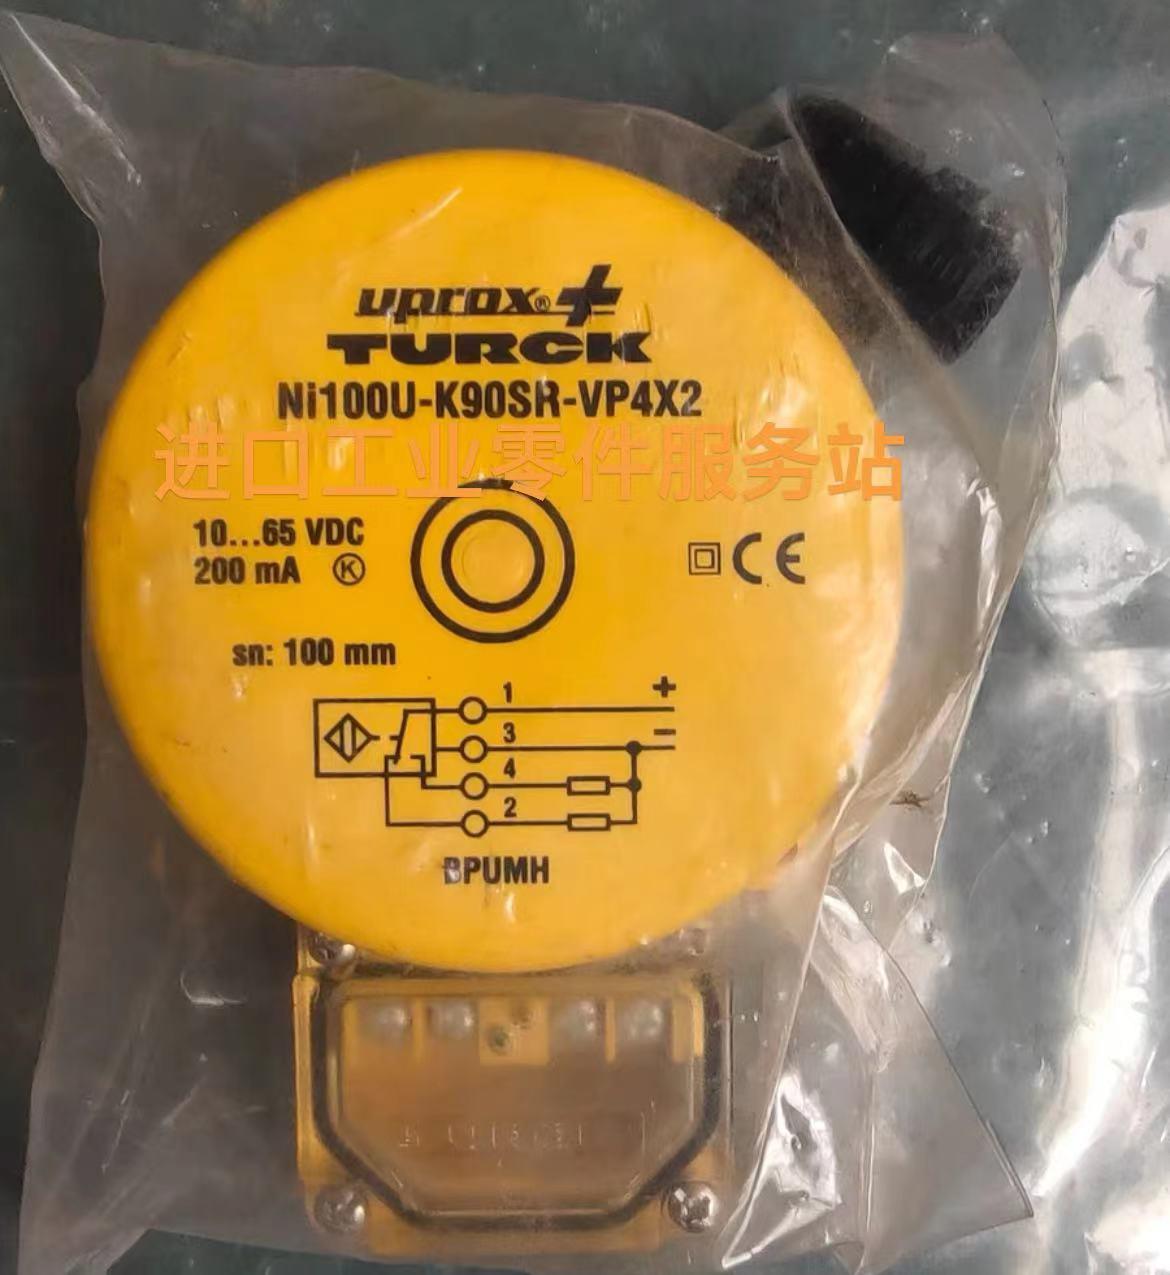 uprox®+
TURCK
Ni100U-K90SR-VP4X2
进口工业零件服务站
10...65 VDC
200 mA Ⓚ
CE
sn: 100 mm
1 +
3 −
4
2
BPUMH